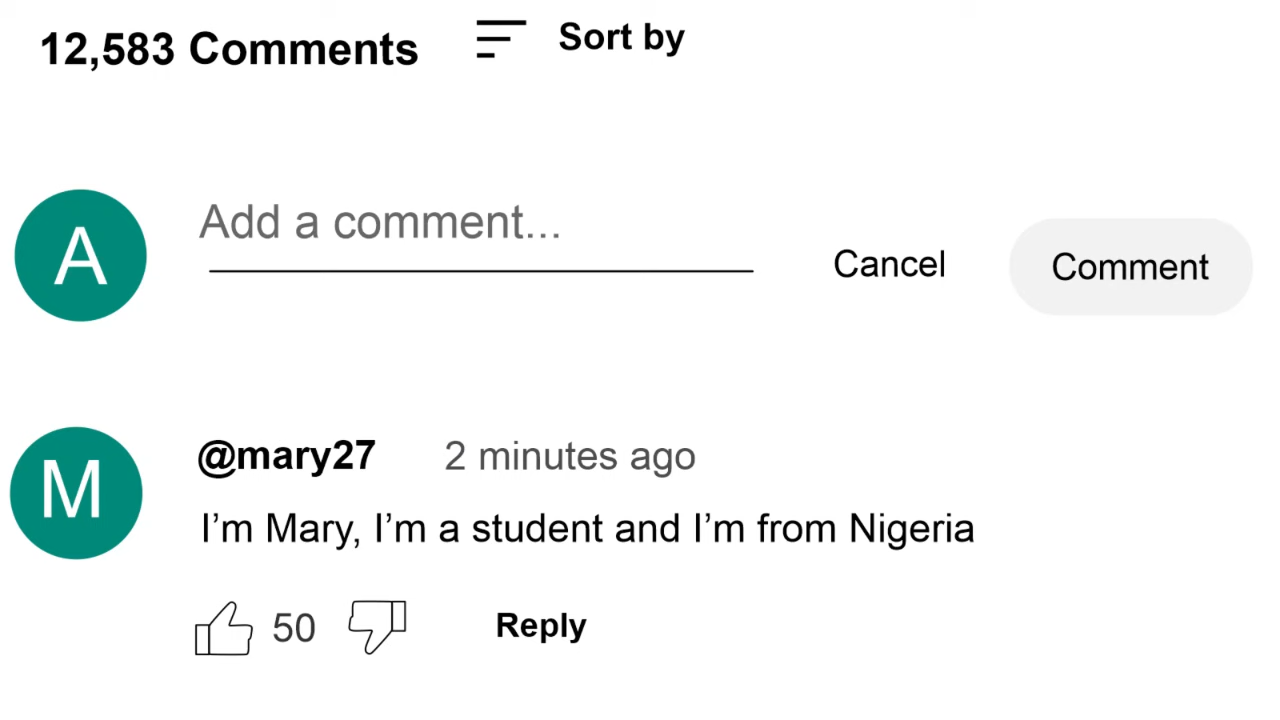 12,583 Comments Sort by
A
Add a comment...
Cancel Comment
M
@mary27 2 minutes ago
I’m Mary, I’m a student and I’m from Nigeria
50 Reply